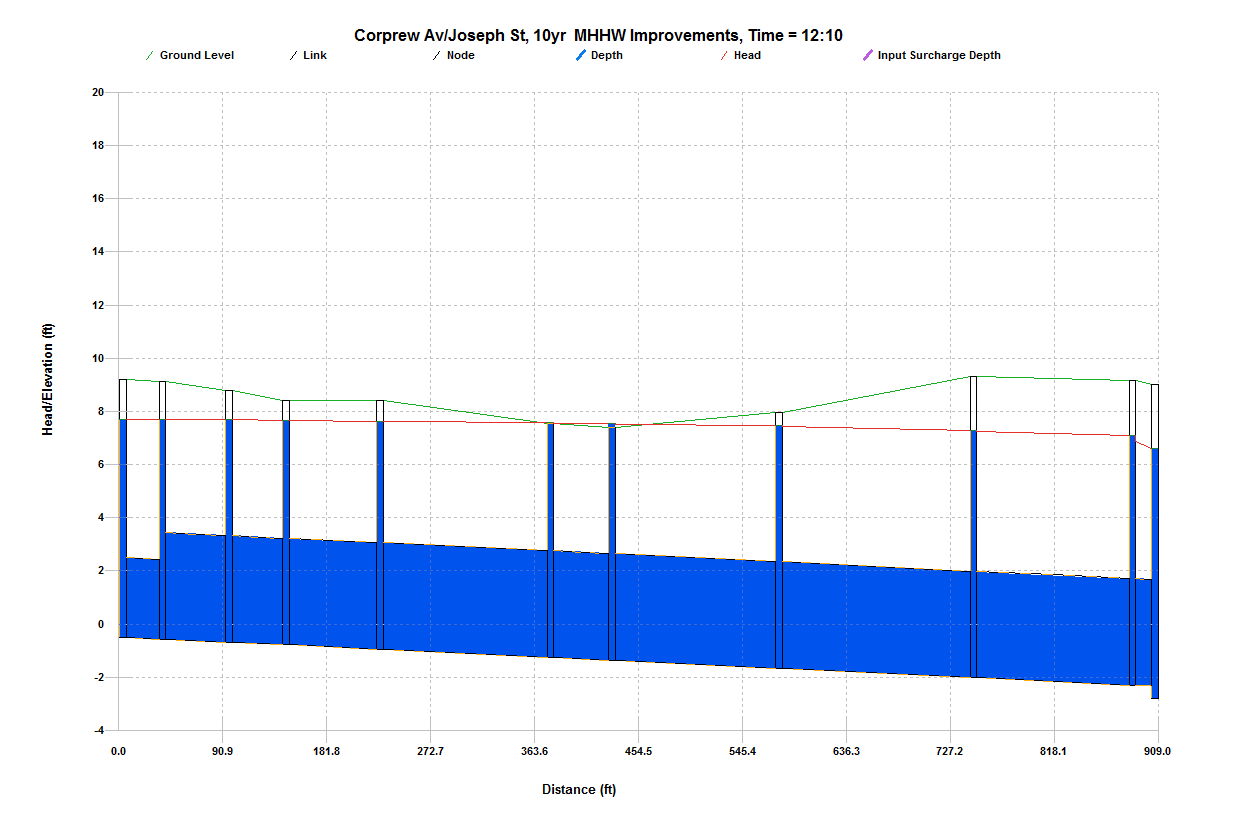 Corprew Av/Joseph St, 10yr  MHHW Improvements, Time = 12:10
Ground Level Link Node Depth Head Input Surcharge Depth
20
18
16
14
12
10
8
6
4
2
0
-2
-4
Head/Elevation (ft)
0.0 90.9 181.8 272.7 363.6 454.5 545.4 636.3 727.2 818.1 909.0
Distance (ft)